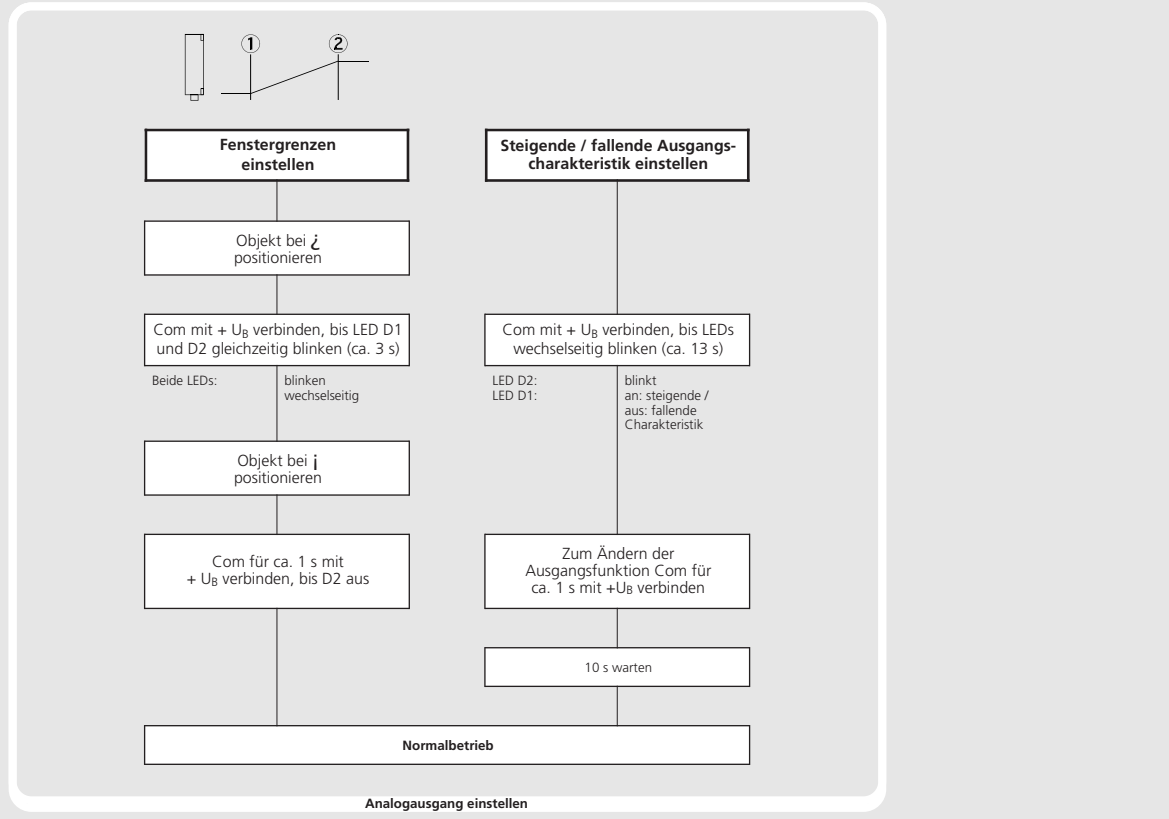 ① ②
Fenstergrenzen
einstellen
Objekt bei ¿
positionieren
Com mit + UB verbinden, bis LED D1
und D2 gleichzeitig blinken (ca. 3 s)
Beide LEDs: blinken
wechselseitig
Objekt bei ¡
positionieren
Com für ca. 1 s mit
+ UB verbinden, bis D2 aus
Steigende / fallende Ausgangs-
charakteristik einstellen
Com mit + UB verbinden, bis LEDs
wechselseitig blinken (ca. 13 s)
LED D2: blinkt
LED D1: an: steigende /
aus: fallende
Charakteristik
Zum Ändern der
Ausgangsfunktion Com für
ca. 1 s mit +UB verbinden
10 s warten
Normalbetrieb
Analogausgang einstellen